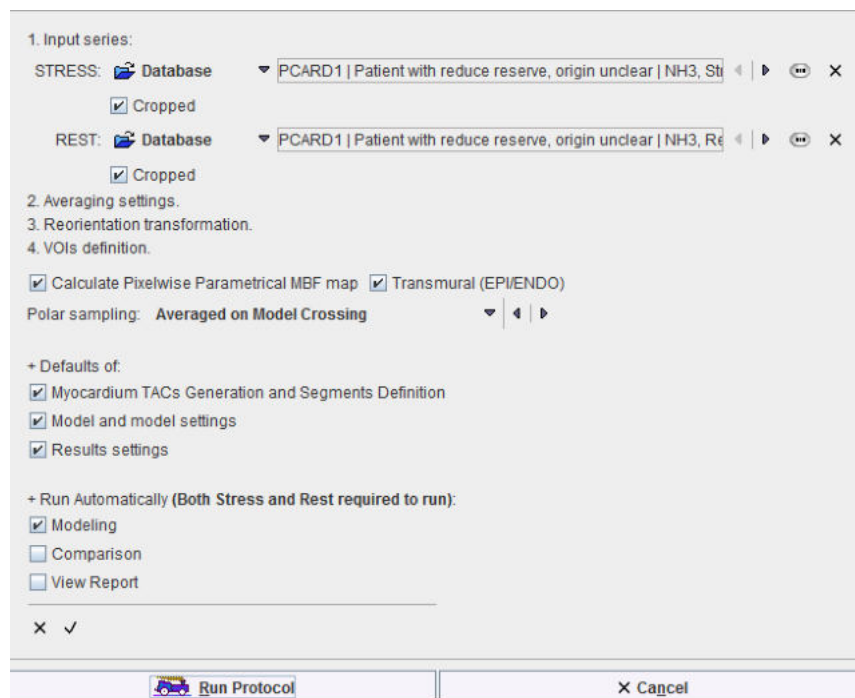 1. Input series:
STRESS: Database PCARD1 | Patient with reduce reserve, origin unclear | NH3, Str
Cropped
REST: Database PCARD1 | Patient with reduce reserve, origin unclear | NH3, Re
Cropped
2. Averaging settings.
3. Reorientation transformation.
4. VOIs definition.
Calculate Pixelwise Parametrical MBF map Transmural (EPI/ENDO)
Polar sampling: Averaged on Model Crossing
+ Defaults of:
Myocardium TACs Generation and Segments Definition
Model and model settings
Results settings
+ Run Automatically (Both Stress and Rest required to run):
Modeling
Comparison
View Report
Run Protocol Cancel